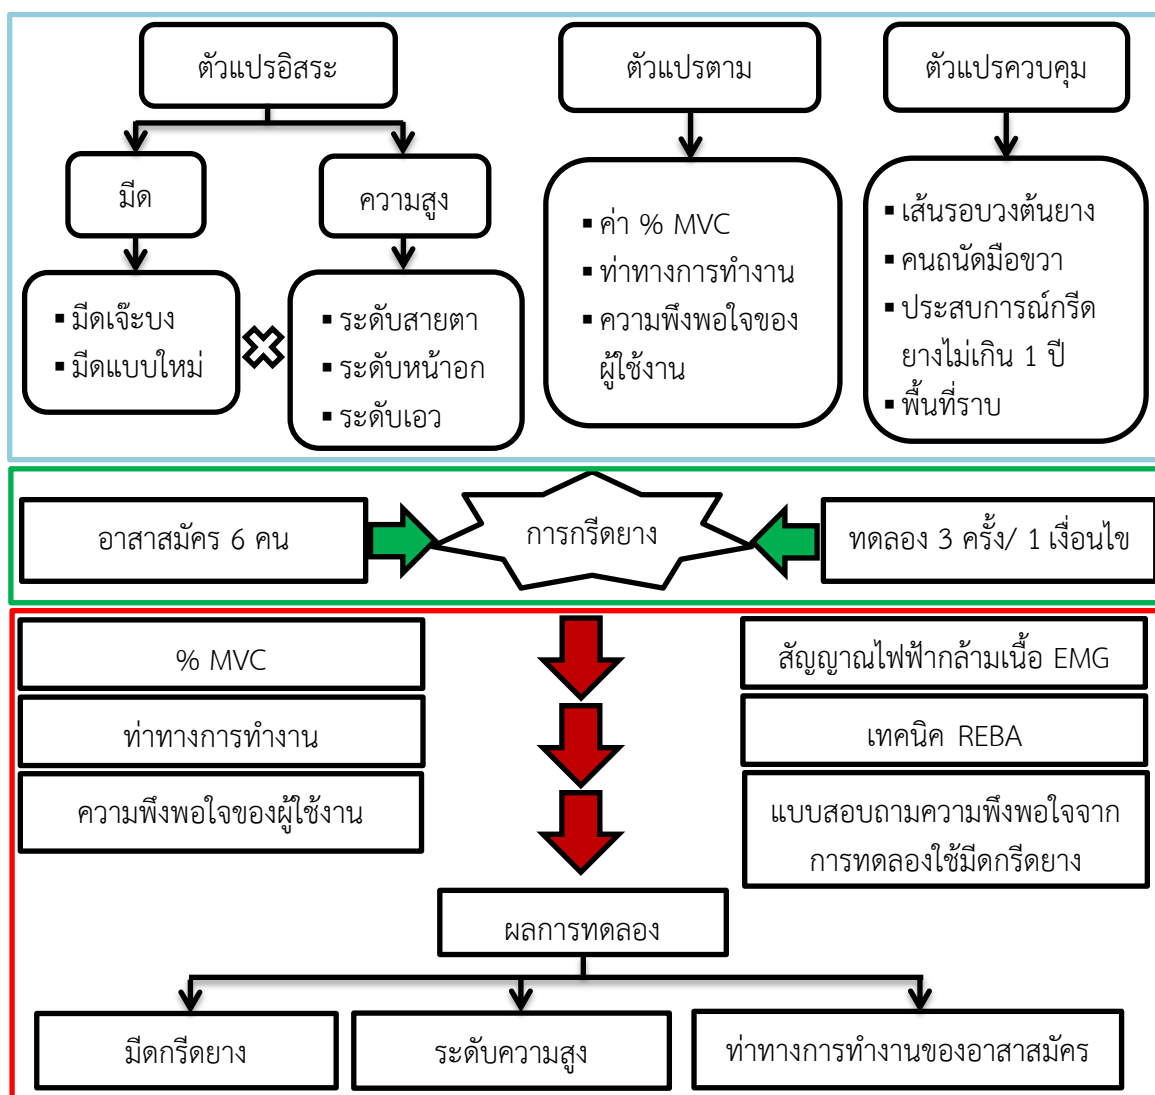 ตัวแปรอิสระ
ตัวแปรตาม
ตัวแปรควบคุม
มีด
ความสูง
▪ มีดเจ๊ะบง
▪ มีดแบบใหม่
▪ ระดับสายตา
▪ ระดับหน้าอก
▪ ระดับเอว
▪ ค่า % MVC
▪ ท่าทางการทำงาน
▪ ความพึงพอใจของ
ผู้ใช้งาน
▪ เส้นรอบวงต้นยาง
▪ คนถนัดมือขวา
▪ ประสบการณ์กรีด
ยางไม่เกิน 1 ปี
▪ พื้นที่ราบ
อาสาสมัคร 6 คน
การกรีดยาง
ทดลอง 3 ครั้ง/ 1 เงื่อนไข
% MVC
สัญญาณไฟฟ้ากล้ามเนื้อ EMG
ท่าทางการทำงาน
เทคนิค REBA
ความพึงพอใจของผู้ใช้งาน
แบบสอบถามความพึงพอใจจาก
การทดลองใช้มีดกรีดยาง
ผลการทดลอง
มีดกรีดยาง
ระดับความสูง
ท่าทางการทำงานของอาสาสมัคร